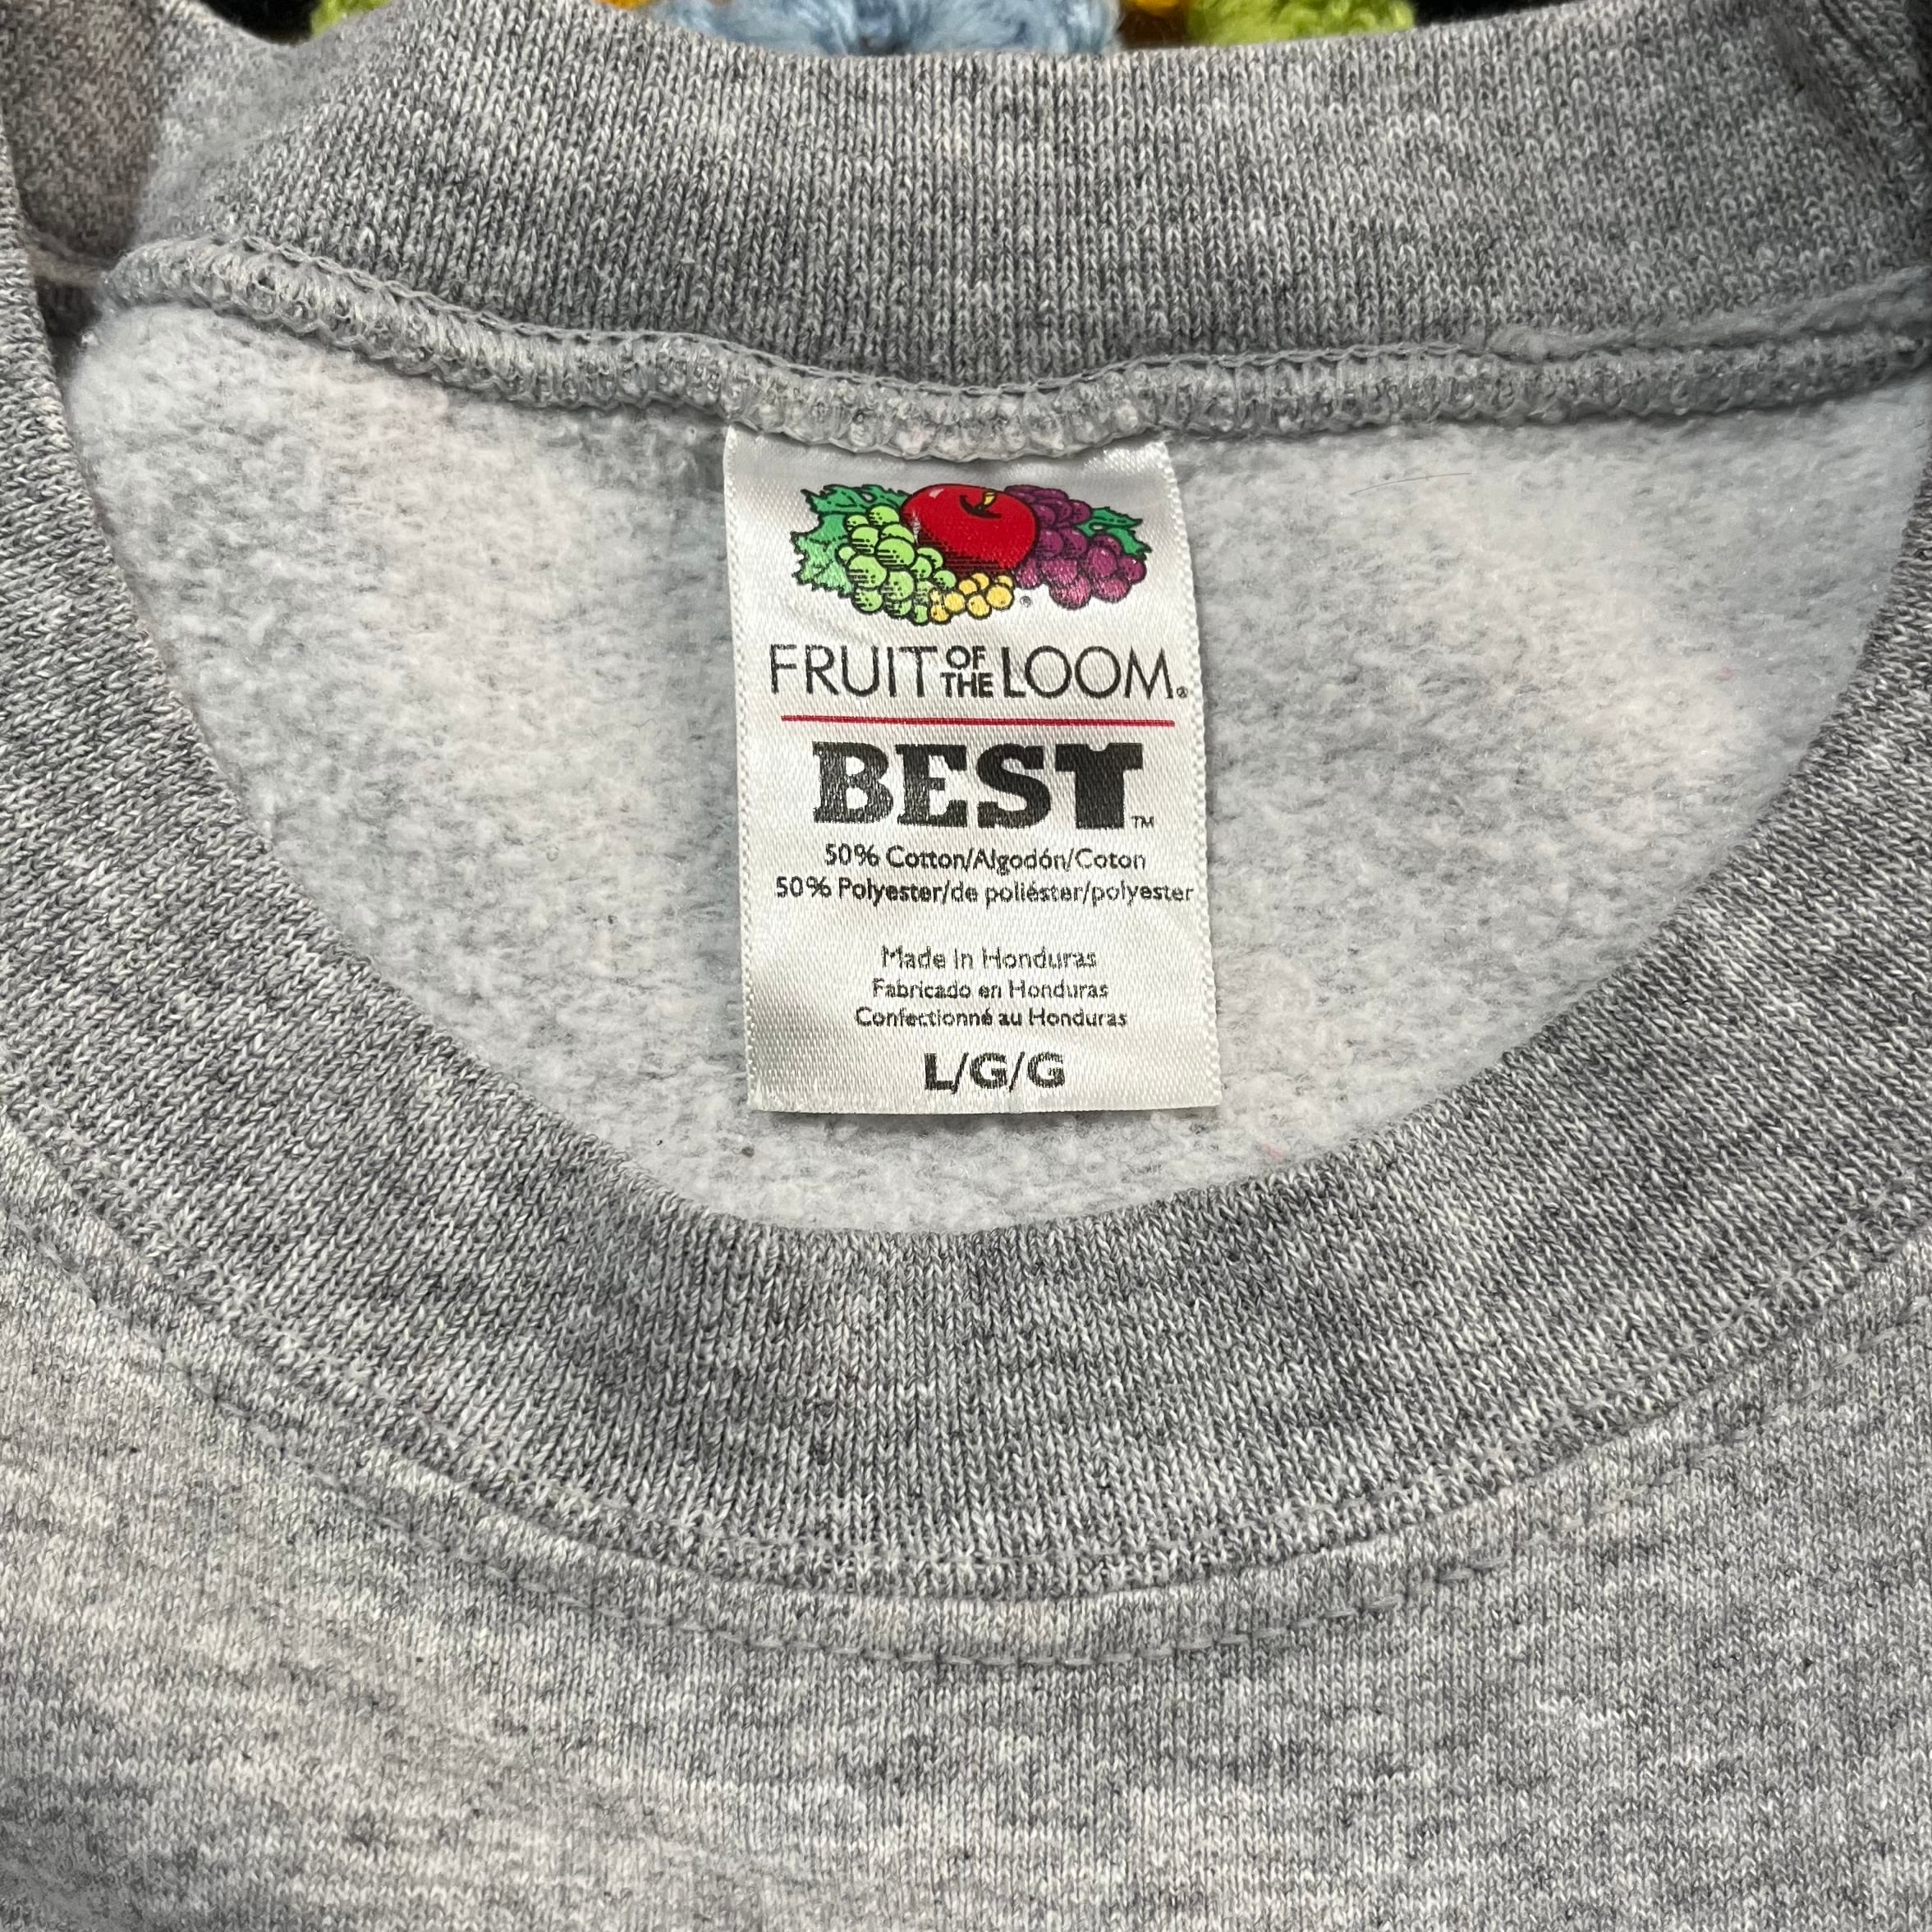 FRUIT OF THE LOOM®
BEST™
50% Cotton/Algodón/Coton
50% Polyester/de poliéster/polyester
Made in Honduras
Fabricado en Honduras
Confectionné au Honduras
L/G/G